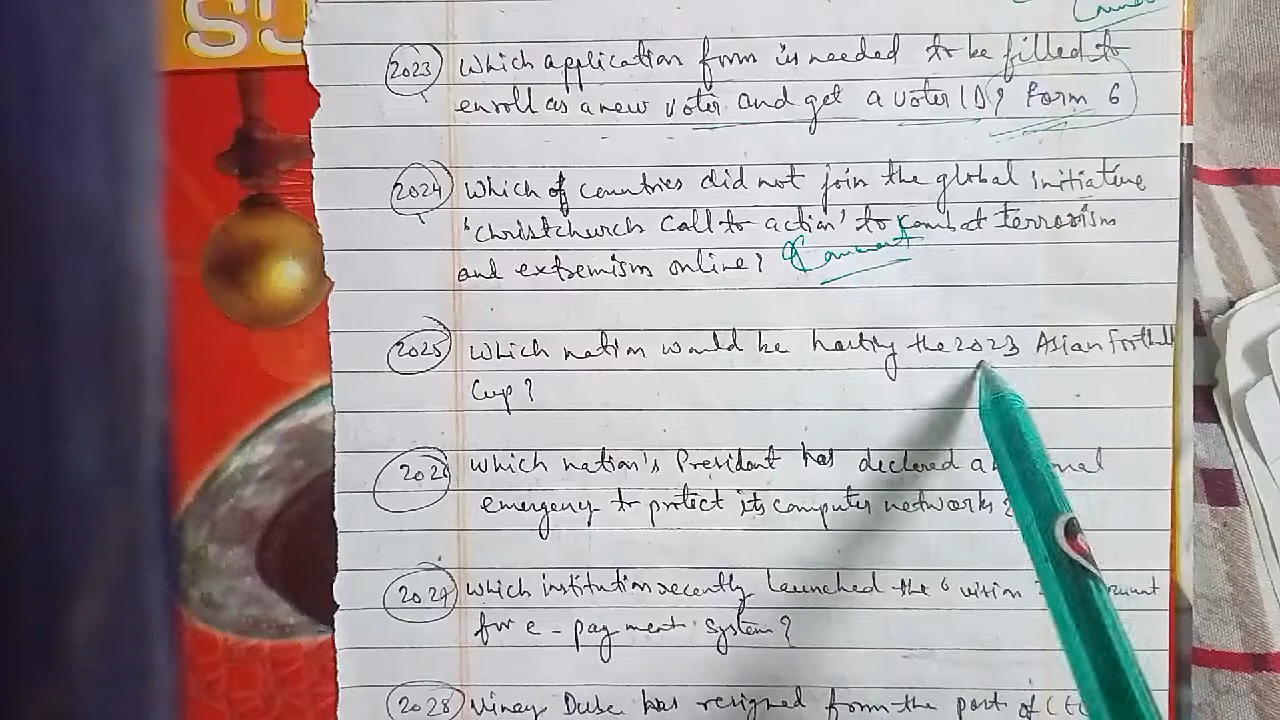 SU
2023 Which application form is needed to be filled to
enroll as a new voter and get a voter ID? Form 6
2024 Which of countries did not join the global initiative
'christchurch call to action' to combat terrorism
and extremism online? Comment
2025 Which nation would be hosting the 2023 Asian Football
Cup?
2026 Which nation's President has declared a
emergency to protect its computer networks?
2027 Which institution recently launched the 'vision
for e-payment system?
2028 Vinay Dube has resigned from the post of CEO